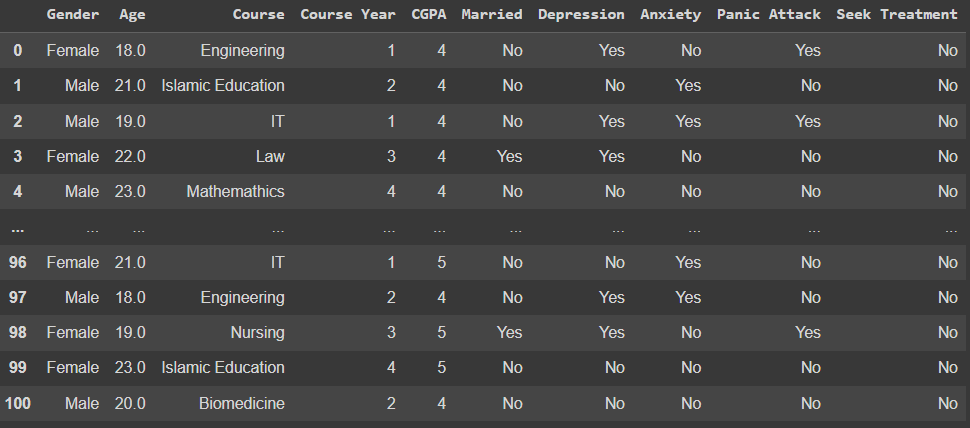 Gender Age Course Course Year CGPA Married Depression Anxiety Panic Attack Seek Treatment
0 Female 18.0 Engineering 1 4 No Yes No Yes No
1 Male 21.0 Islamic Education 2 4 No No Yes No No
2 Male 19.0 IT 1 4 No Yes Yes Yes No
3 Female 22.0 Law 3 4 Yes Yes No No No
4 Male 23.0 Mathemathics 4 4 No No No No No
... ... ... ... ... ... ... ... ... ... ...
96 Female 21.0 IT 1 5 No No Yes No No
97 Male 18.0 Engineering 2 4 No Yes Yes No No
98 Female 19.0 Nursing 3 5 Yes Yes No Yes No
99 Female 23.0 Islamic Education 4 5 No No No No No
100 Male 20.0 Biomedicine 2 4 No No No No No